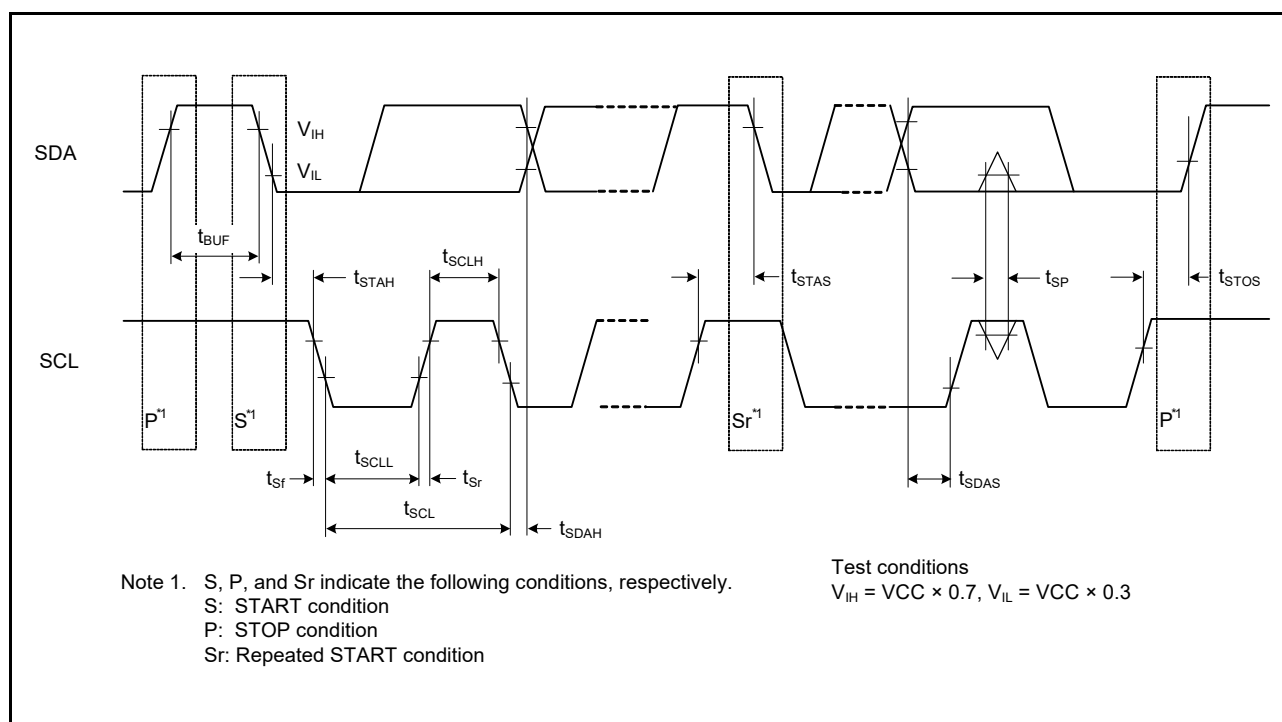 SDA
V_IH
V_IL
t_BUF
t_SCLH
t_STAH
t_STAS
t_SP
t_STOS
SCL
P*1
S*1
Sr*1
P*1
t_SCLL
t_Sf
t_Sr
t_SDAS
t_SCL
t_SDAH
Note 1. S, P, and Sr indicate the following conditions, respectively.
S: START condition
P: STOP condition
Sr: Repeated START condition
Test conditions
V_IH = VCC × 0.7, V_IL = VCC × 0.3